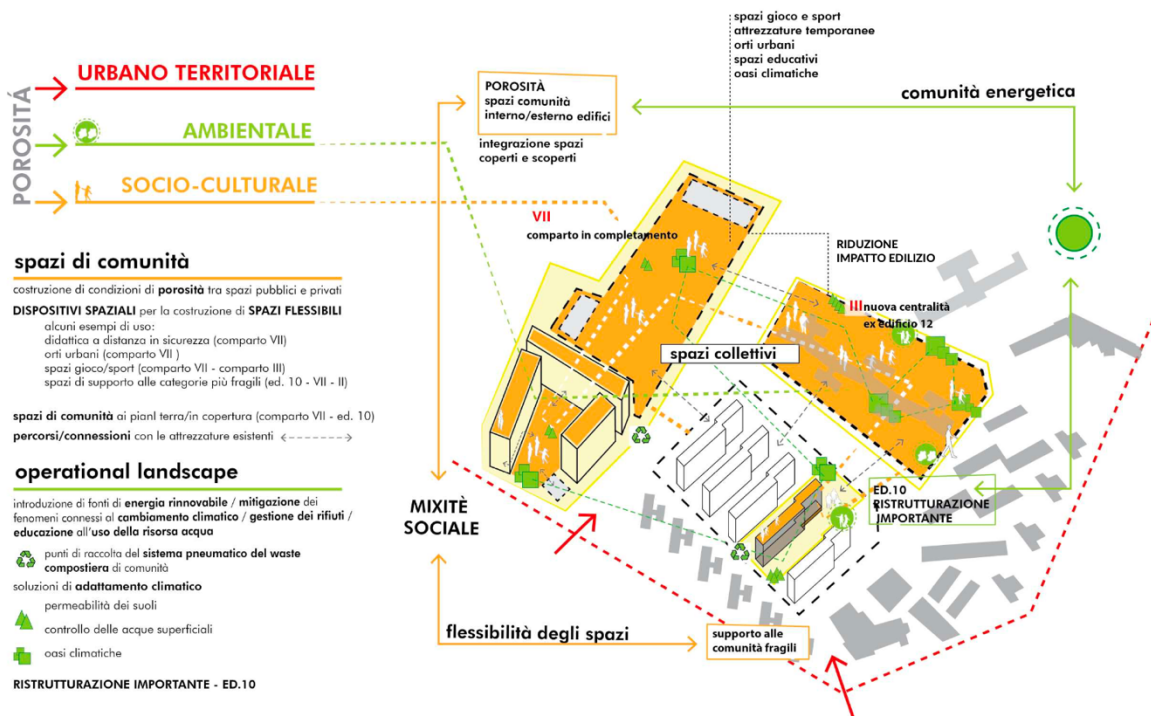 POROSITÁ
URBANO TERRITORIALE
AMBIENTALE
SOCIO-CULTURALE
spazi di comunità
costruzione di condizioni di porosità tra spazi pubblici e privati
DISPOSITIVI SPAZIALI per la costruzione di SPAZI FLESSIBILI
alcuni esempi di uso:
didattica a distanza in sicurezza (comparto VII)
orti urbani (comparto VII )
spazi gioco/sport (comparto VII - comparto III)
spazi di supporto alle categorie più fragili (ed. 10 - VII - II)
spazi di comunità ai pianI terra/in copertura (comparto VII - ed. 10)
percorsi/connessioni con le attrezzature esistenti
operational landscape
introduzione di fonti di energia rinnovabile / mitigazione dei
fenomeni connessi al cambiamento climatico / gestione dei rifiuti /
educazione all'uso della risorsa acqua
punti di raccolta del sistema pneumatico del waste
compostiera di comunità
soluzioni di adattamento climatico
permeabilità dei suoli
controllo delle acque superficiali
oasi climatiche
RISTRUTTURAZIONE IMPORTANTE - ED.10
POROSITÀ
spazi comunità
interno/esterno edifici
integrazione spazi
coperti e scoperti
spazi gioco e sport
attrezzature temporanee
orti urbani
spazi educativi
oasi climatiche
comunità energetica
VII
comparto in completamento
RIDUZIONE
IMPATTO EDILIZIO
III nuova centralità
ex edificio 12
spazi collettivi
MIXITÈ
SOCIALE
ED.10
RISTRUTTURAZIONE
IMPORTANTE
flessibilità degli spazi
supporto alle
comunità fragili